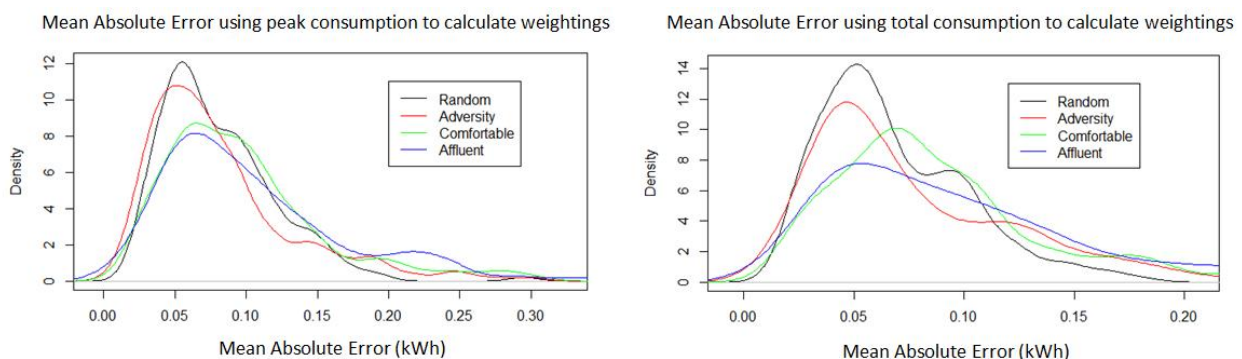 Mean Absolute Error using peak consumption to calculate weightings
Mean Absolute Error using total consumption to calculate weightings
Density
12
10
8
6
4
2
0
Random
Adversity
Comfortable
Affluent
0.00 0.05 0.10 0.15 0.20 0.25 0.30
Mean Absolute Error (kWh)
Density
14
12
10
8
6
4
2
0
Random
Adversity
Comfortable
Affluent
0.00 0.05 0.10 0.15 0.20
Mean Absolute Error (kWh)